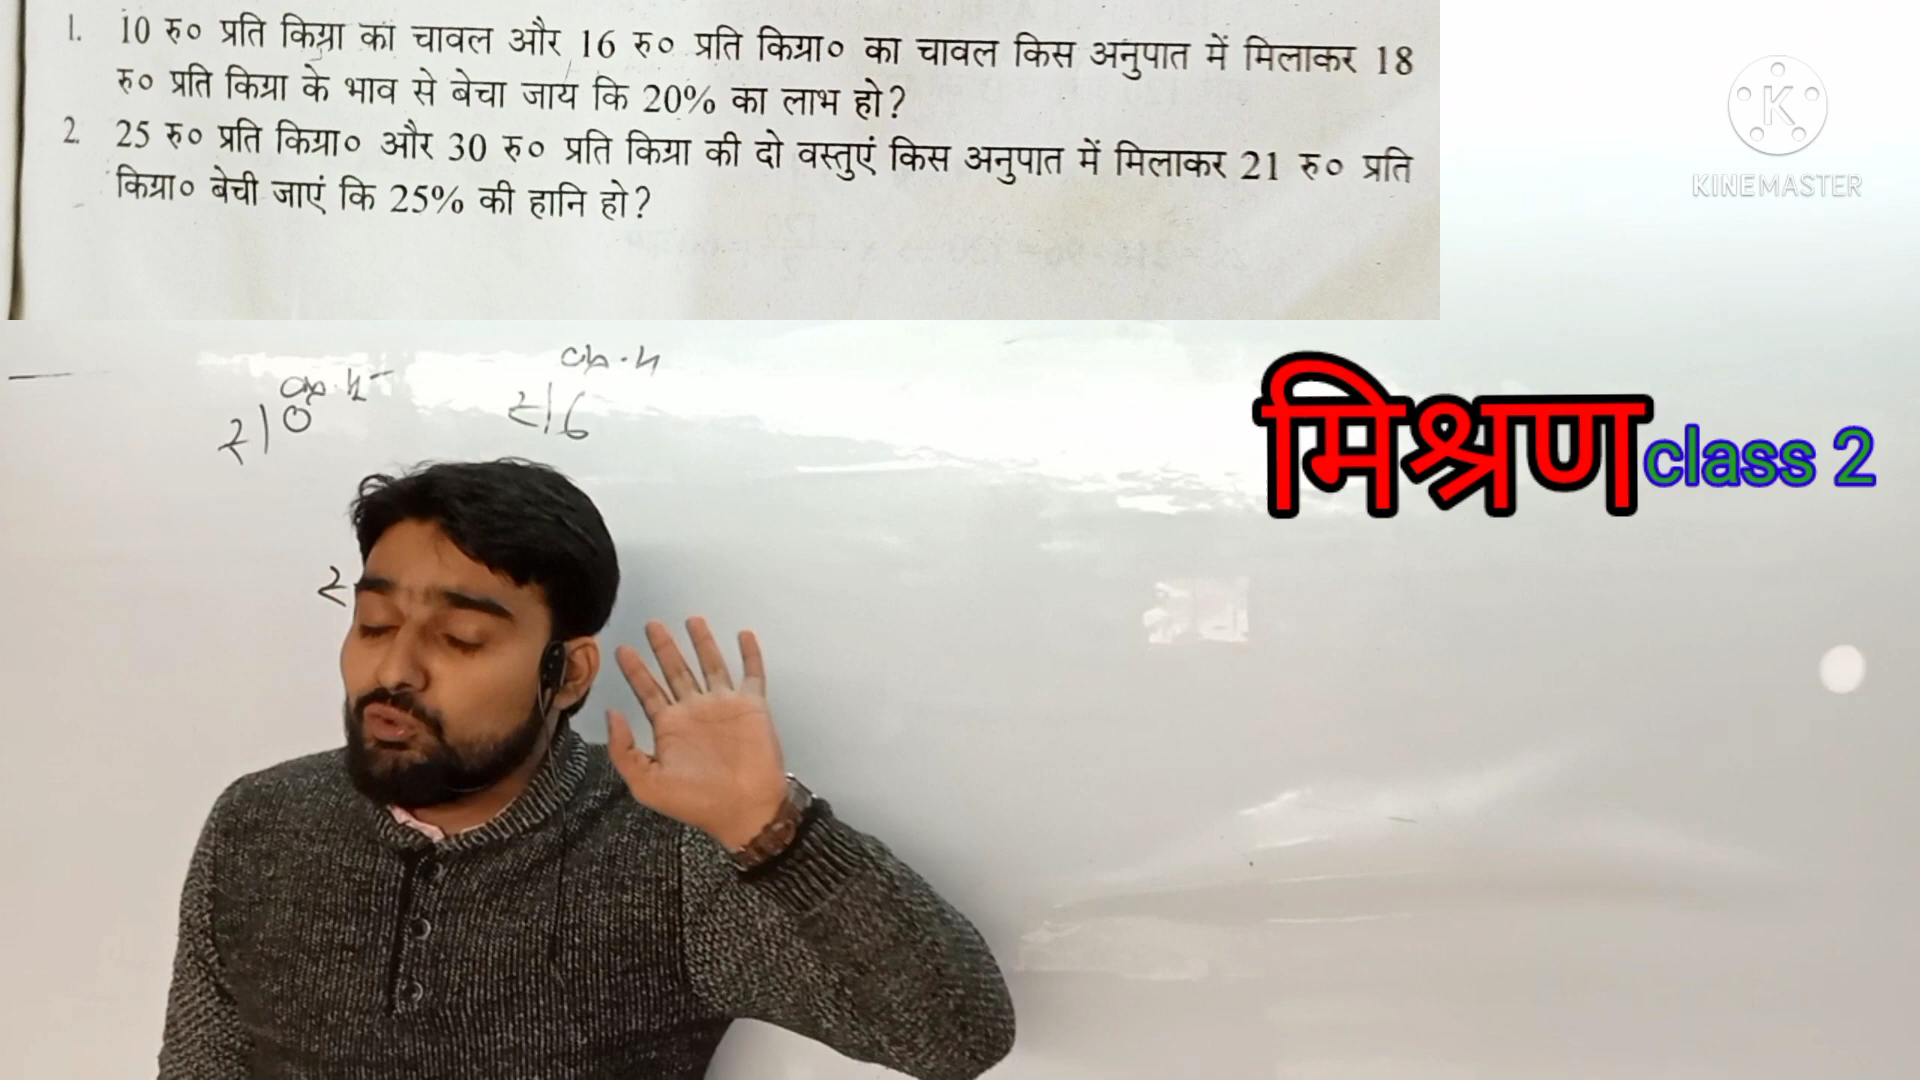 1. 10 रु० प्रति किग्रा का चावल और 16 रु० प्रति किग्रा० का चावल किस अनुपात में मिलाकर 18
रु० प्रति किग्रा के भाव से बेचा जाय कि 20% का लाभ हो?
2. 25 रु० प्रति किग्रा० और 30 रु० प्रति किग्रा की दो वस्तुएं किस अनुपात में मिलाकर 21 रु० प्रति
किग्रा० बेची जाएं कि 25% की हानि हो?
KINEMASTER
मिश्रण class 2
10 16